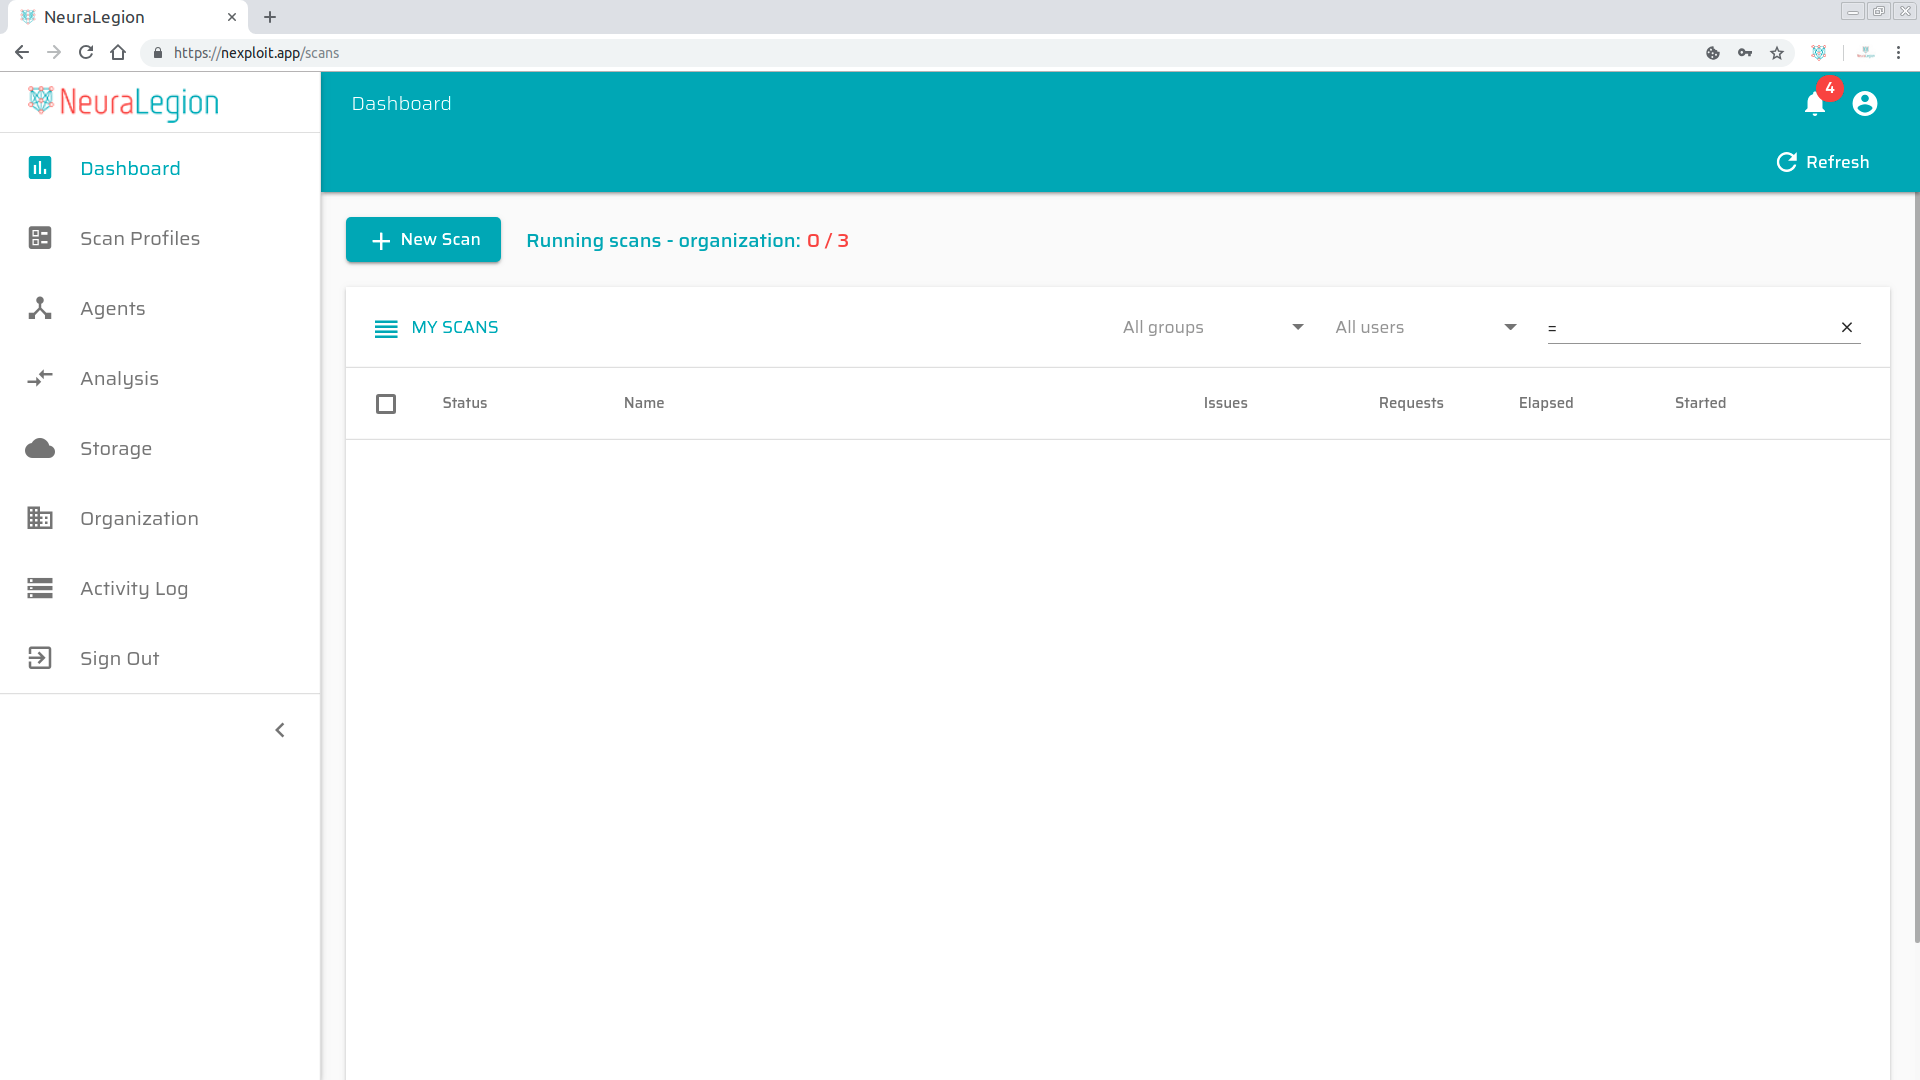 NeuraLegion
https://nexploit.app/scans
NeuraLegion
Dashboard
4
Refresh
Dashboard
Scan Profiles
Agents
Analysis
Storage
Organization
Activity Log
Sign Out
New Scan
Running scans - organization: 0 / 3
MY SCANS
All groups
All users
=
Status Name Issues Requests Elapsed Started